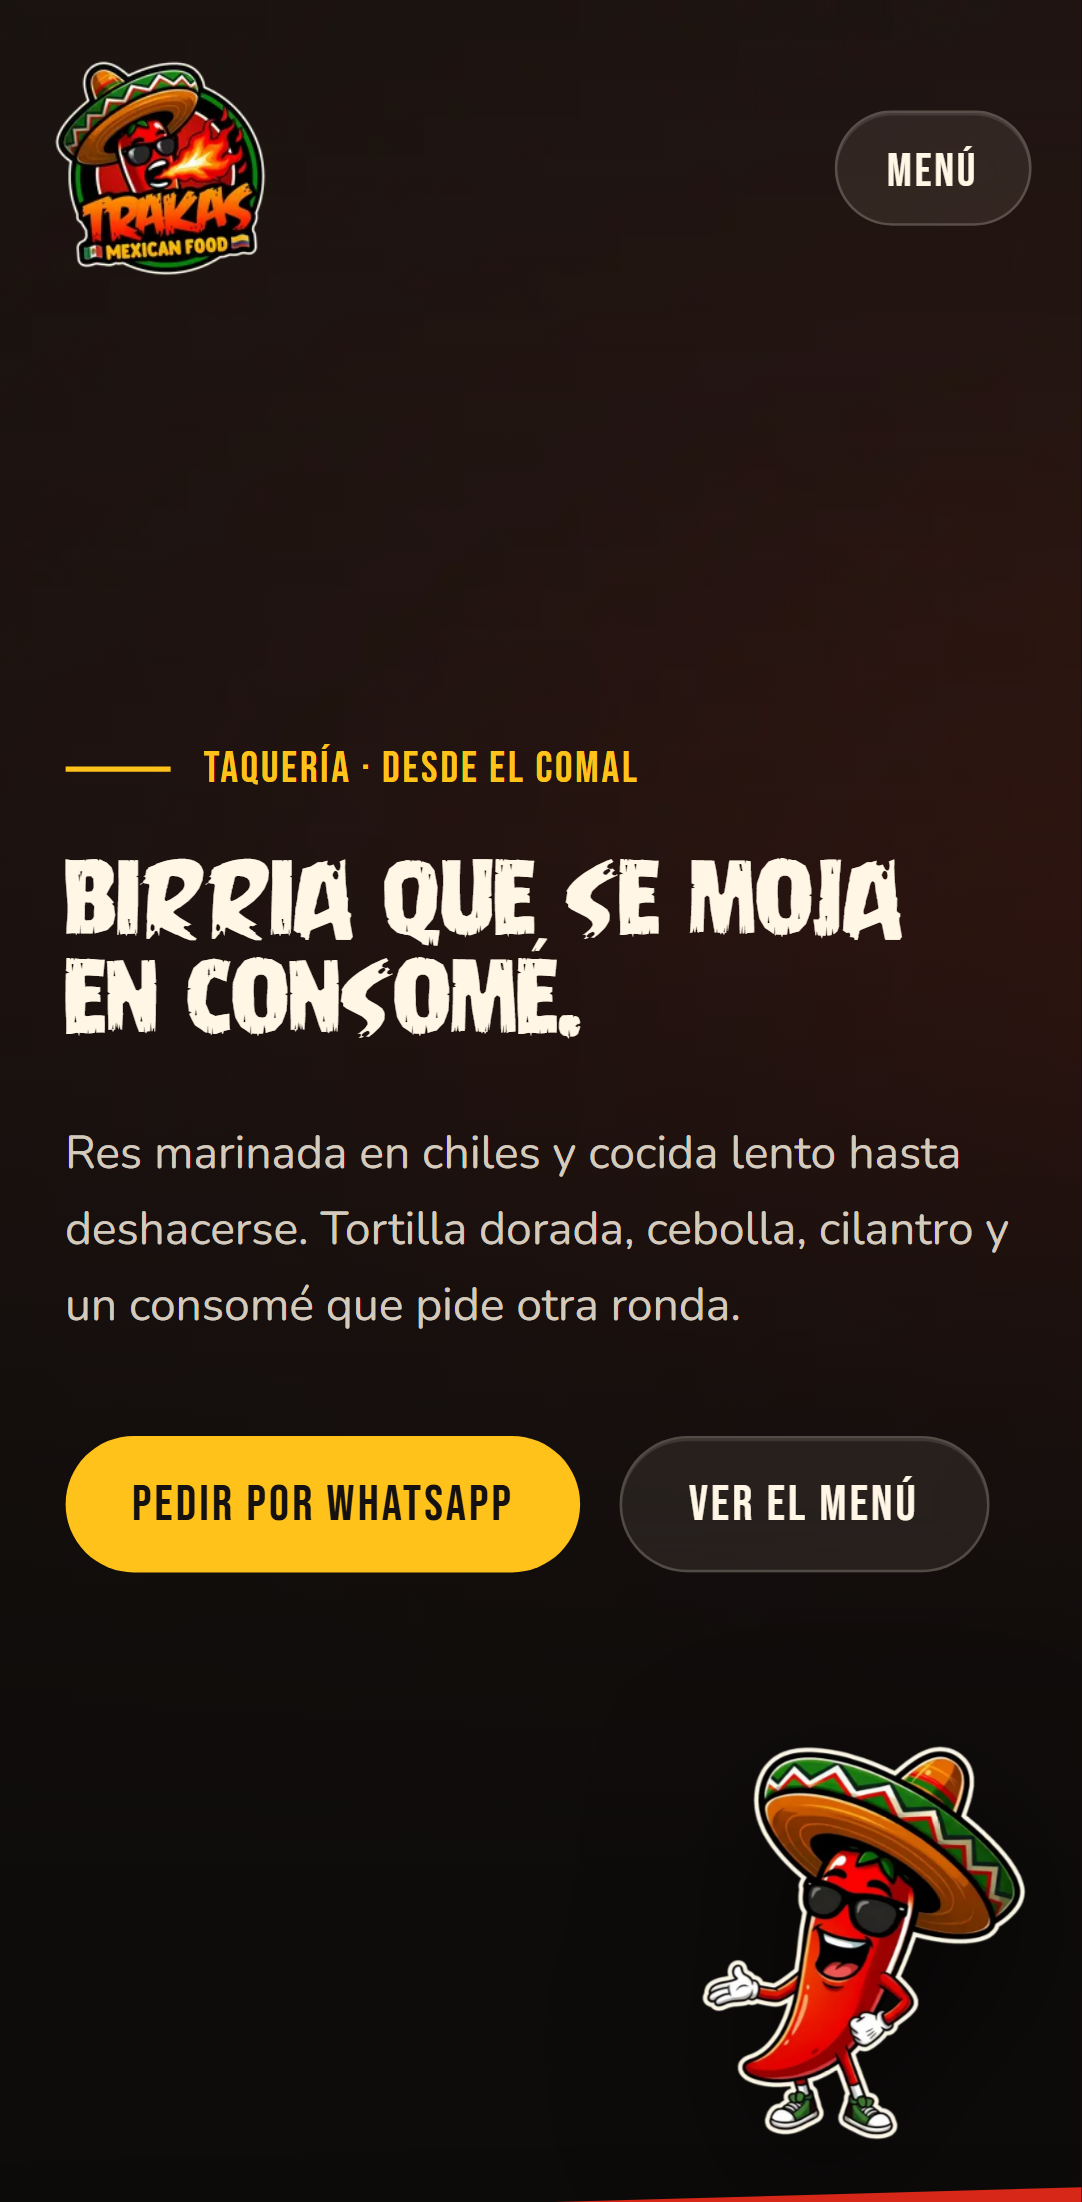 TRAKAS
MEXICAN FOOD
MENÚ
TAQUERÍA · DESDE EL COMAL
BIRRIA QUE SE MOJA
EN CONSOMÉ.
Res marinada en chiles y cocida lento hasta
deshacerse. Tortilla dorada, cebolla, cilantro y
un consomé que pide otra ronda.
PEDIR POR WHATSAPP
VER EL MENÚ